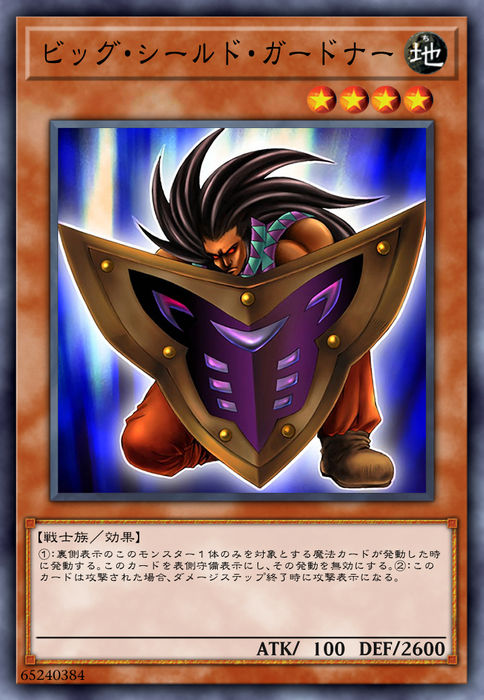 ビッグ・シールド・ガードナー
ち
地
【戦士族／効果】
①：裏側表示のこのモンスター１体のみを対象とする魔法カードが発動した時
に発動する。このカードを表側守備表示にし、その発動を無効にする。②：この
カードは攻撃された場合、ダメージステップ終了時に攻撃表示になる。
ATK/ 100 DEF/2600
65240384